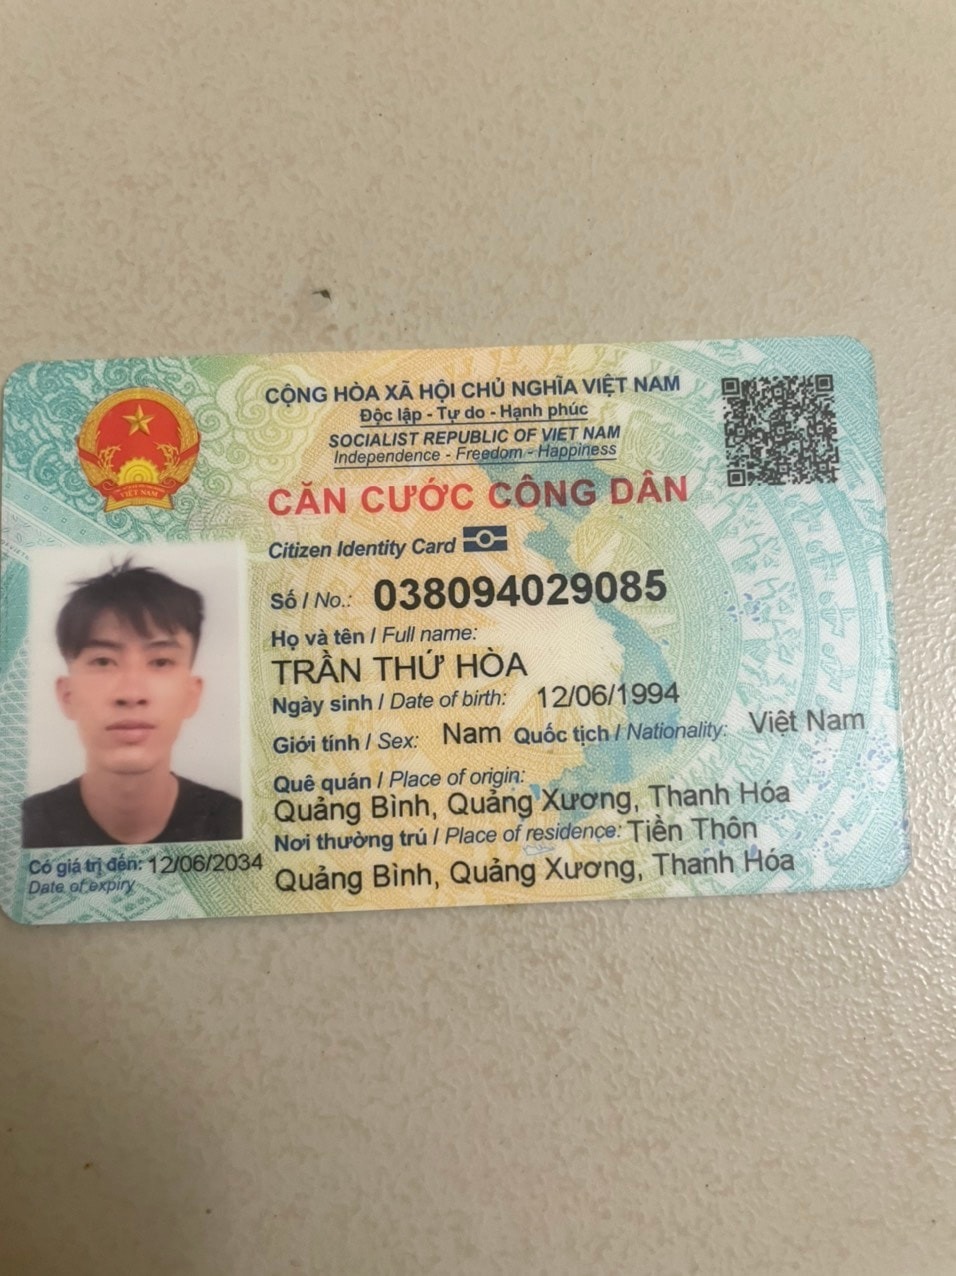 CỘNG HÒA XÃ HỘI CHỦ NGHĨA VIỆT NAM
Độc lập - Tự do - Hạnh phúc
SOCIALIST REPUBLIC OF VIET NAM
Independence - Freedom - Happiness
CĂN CƯỚC CÔNG DÂN
Citizen Identity Card
Số / No.: 038094029085
Họ và tên / Full name:
TRẦN THỨ HÒA
Ngày sinh / Date of birth: 12/06/1994
Giới tính / Sex: Nam Quốc tịch / Nationality: Việt Nam
Quê quán / Place of origin:
Quảng Bình, Quảng Xương, Thanh Hóa
Nơi thường trú / Place of residence: Tiền Thôn
Quảng Bình, Quảng Xương, Thanh Hóa
Có giá trị đến: 12/06/2034
Date of expiry
VIỆT NAM